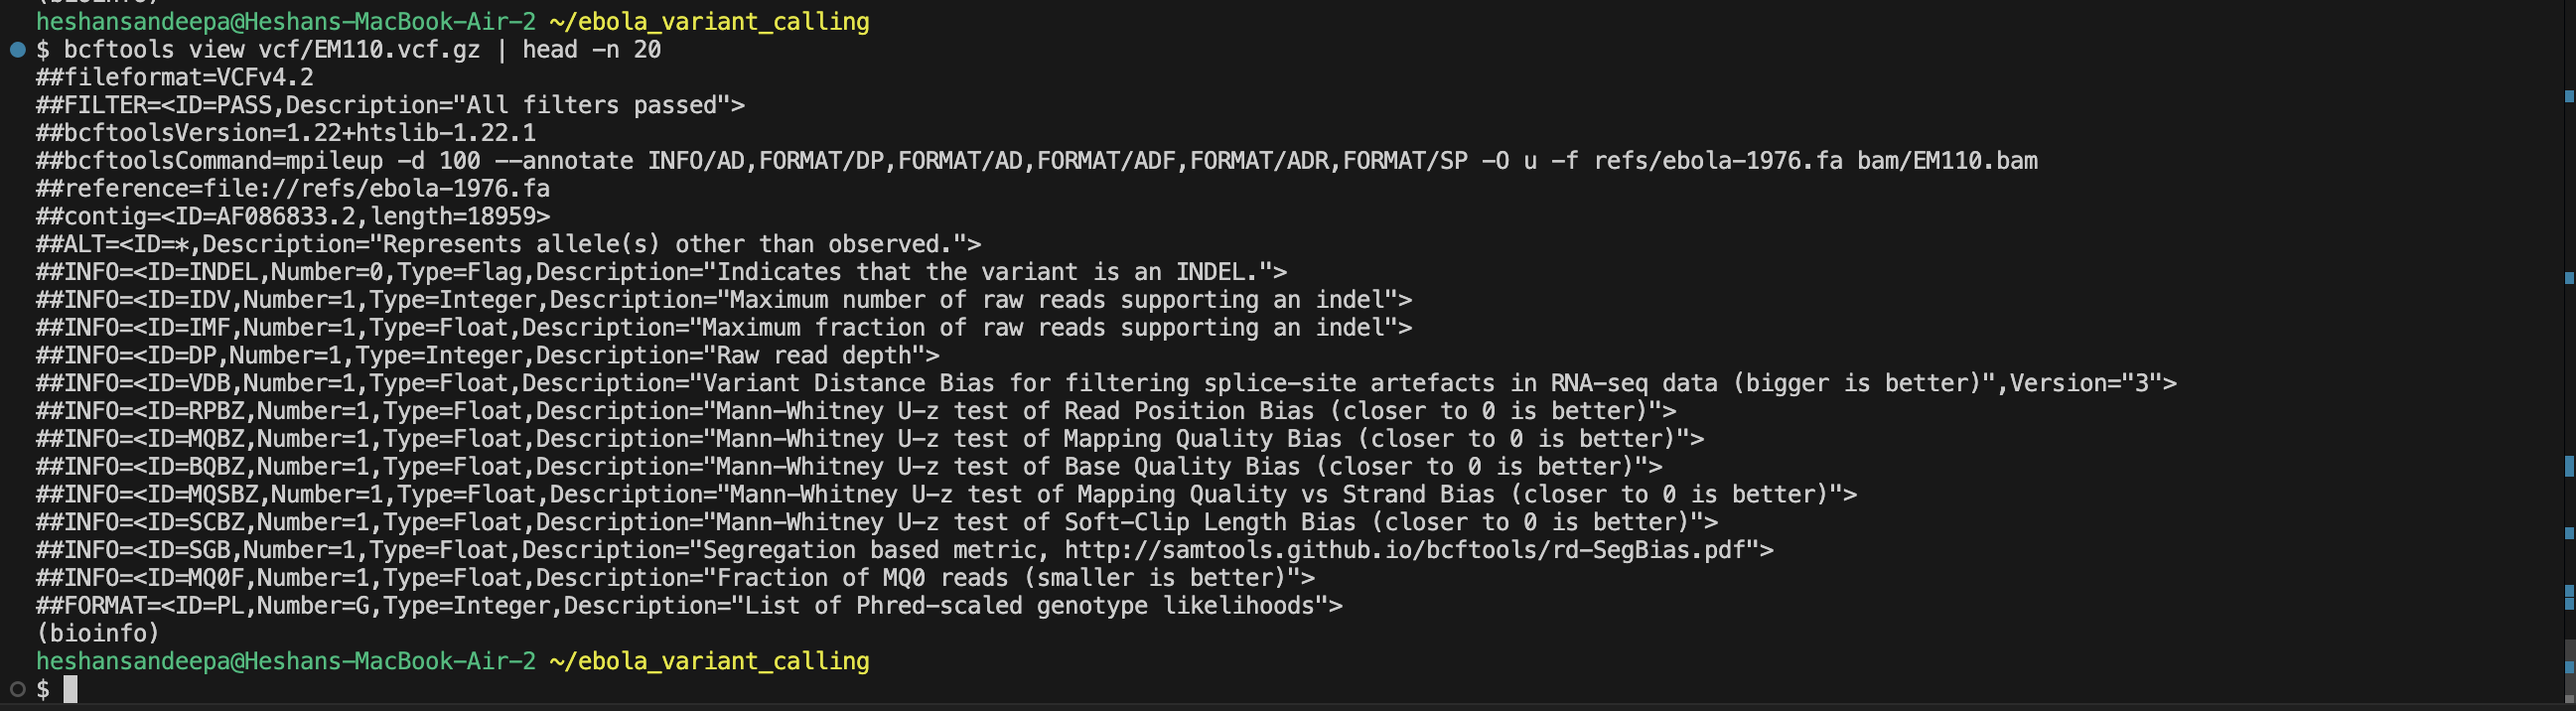 heshansandeepa@Heshans-MacBook-Air-2 ~/ebola_variant_calling
$ bcftools view vcf/EM110.vcf.gz | head -n 20
##fileformat=VCFv4.2
##FILTER=<ID=PASS,Description="All filters passed">
##bcftoolsVersion=1.22+htslib-1.22.1
##bcftoolsCommand=mpileup -d 100 --annotate INFO/AD,FORMAT/DP,FORMAT/AD,FORMAT/ADF,FORMAT/ADR,FORMAT/SP -O u -f refs/ebola-1976.fa bam/EM110.bam
##reference=file://refs/ebola-1976.fa
##contig=<ID=AF086833.2,length=18959>
##ALT=<ID=*,Description="Represents allele(s) other than observed.">
##INFO=<ID=INDEL,Number=0,Type=Flag,Description="Indicates that the variant is an INDEL.">
##INFO=<ID=IDV,Number=1,Type=Integer,Description="Maximum number of raw reads supporting an indel">
##INFO=<ID=IMF,Number=1,Type=Float,Description="Maximum fraction of raw reads supporting an indel">
##INFO=<ID=DP,Number=1,Type=Integer,Description="Raw read depth">
##INFO=<ID=VDB,Number=1,Type=Float,Description="Variant Distance Bias for filtering splice-site artefacts in RNA-seq data (bigger is better)",Version="3">
##INFO=<ID=RPBZ,Number=1,Type=Float,Description="Mann-Whitney U-z test of Read Position Bias (closer to 0 is better)">
##INFO=<ID=MQBZ,Number=1,Type=Float,Description="Mann-Whitney U-z test of Mapping Quality Bias (closer to 0 is better)">
##INFO=<ID=BQBZ,Number=1,Type=Float,Description="Mann-Whitney U-z test of Base Quality Bias (closer to 0 is better)">
##INFO=<ID=MQSBZ,Number=1,Type=Float,Description="Mann-Whitney U-z test of Mapping Quality vs Strand Bias (closer to 0 is better)">
##INFO=<ID=SCBZ,Number=1,Type=Float,Description="Mann-Whitney U-z test of Soft-Clip Length Bias (closer to 0 is better)">
##INFO=<ID=SGB,Number=1,Type=Float,Description="Segregation based metric, http://samtools.github.io/bcftools/rd-SegBias.pdf">
##INFO=<ID=MQ0F,Number=1,Type=Float,Description="Fraction of MQ0 reads (smaller is better)">
##FORMAT=<ID=PL,Number=G,Type=Integer,Description="List of Phred-scaled genotype likelihoods">
(bioinfo)
heshansandeepa@Heshans-MacBook-Air-2 ~/ebola_variant_calling
$